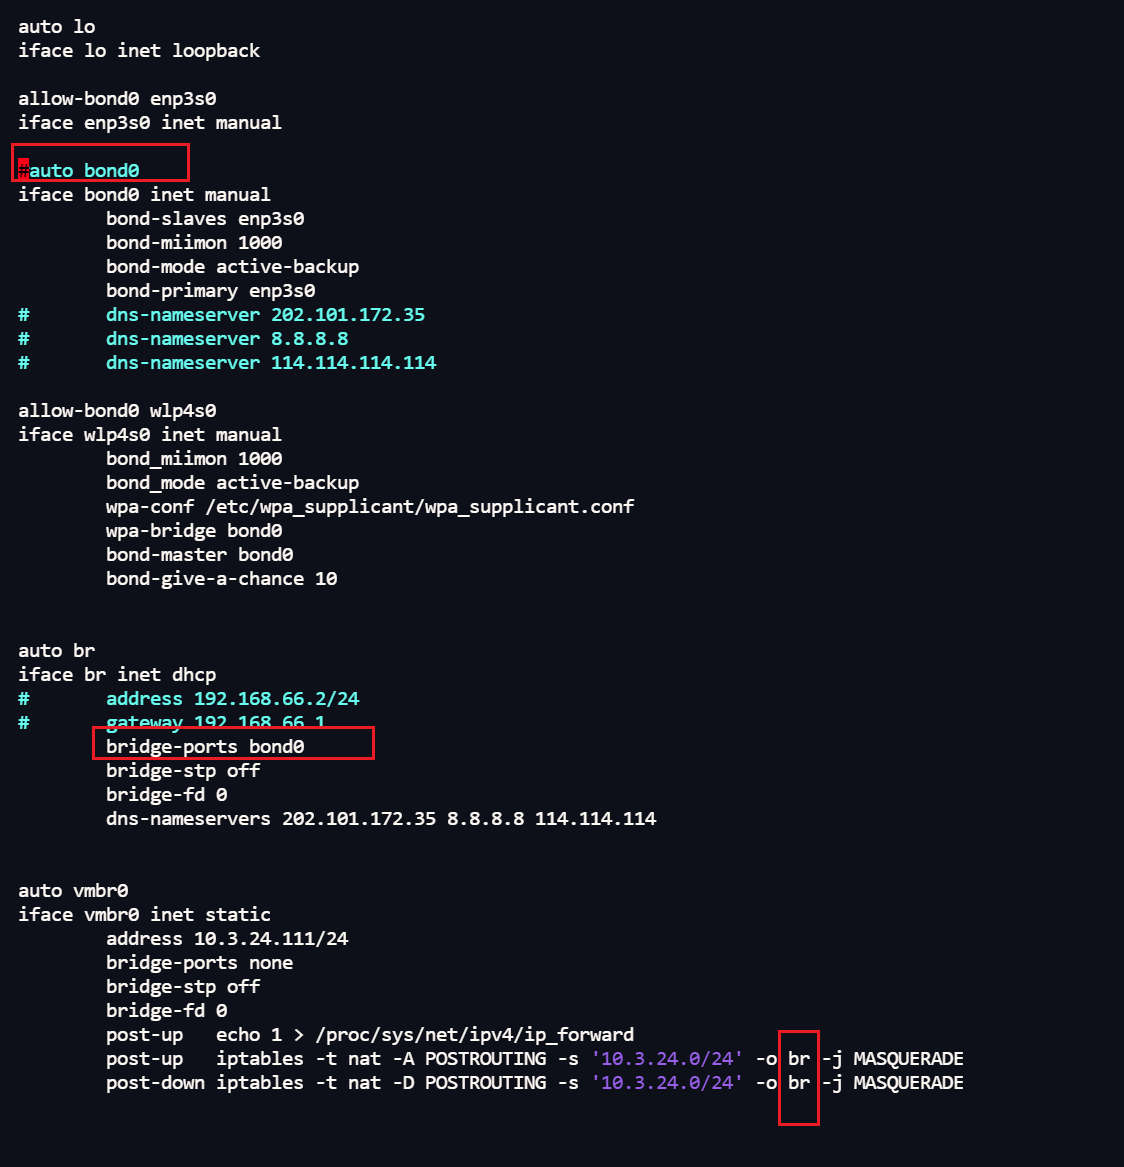 auto lo
iface lo inet loopback
allow-bond0 enp3s0
iface enp3s0 inet manual
#auto bond0
iface bond0 inet manual
bond-slaves enp3s0
bond-miimon 1000
bond-mode active-backup
bond-primary enp3s0
# dns-nameserver 202.101.172.35
# dns-nameserver 8.8.8.8
# dns-nameserver 114.114.114.114
allow-bond0 wlp4s0
iface wlp4s0 inet manual
bond_miimon 1000
bond_mode active-backup
wpa-conf /etc/wpa_supplicant/wpa_supplicant.conf
wpa-bridge bond0
bond-master bond0
bond-give-a-chance 10
auto br
iface br inet dhcp
# address 192.168.66.2/24
# gateway 192.168.66.1
bridge-ports bond0
bridge-stp off
bridge-fd 0
dns-nameservers 202.101.172.35 8.8.8.8 114.114.114
auto vmbr0
iface vmbr0 inet static
address 10.3.24.111/24
bridge-ports none
bridge-stp off
bridge-fd 0
post-up echo 1 > /proc/sys/net/ipv4/ip_forward
post-up iptables -t nat -A POSTROUTING -s '10.3.24.0/24' -o br -j MASQUERADE
post-down iptables -t nat -D POSTROUTING -s '10.3.24.0/24' -o br -j MASQUERADE